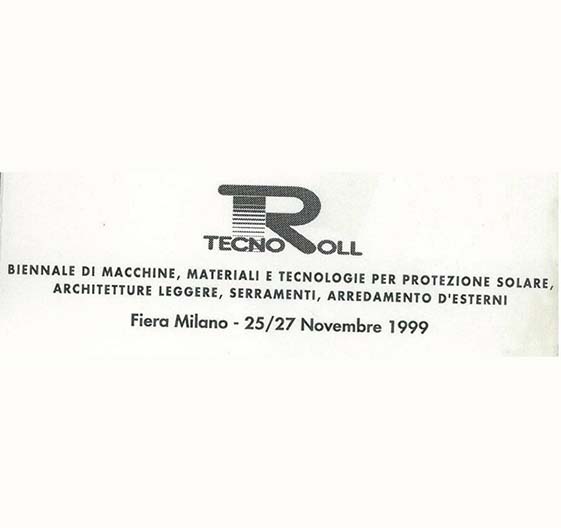 TECNOROLL
BIENNALE DI MACCHINE, MATERIALI E TECNOLOGIE PER PROTEZIONE SOLARE,
ARCHITETTURE LEGGERE, SERRAMENTI, ARREDAMENTO D'ESTERNI
Fiera Milano - 25/27 Novembre 1999